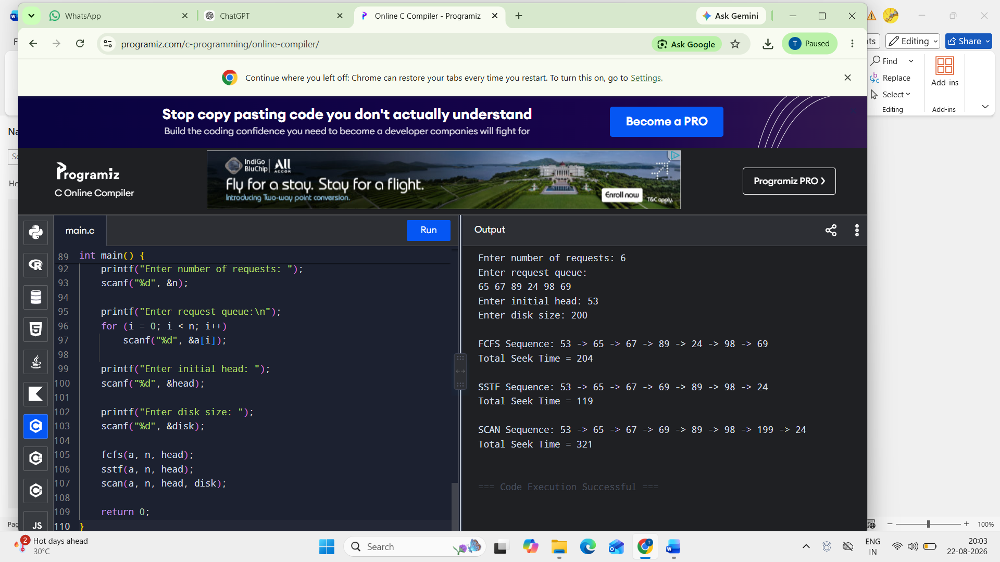 WhatsApp
ChatGPT
Online C Compiler - Programiz
Ask Gemini
programiz.com/c-programming/online-compiler/
Ask Google
T Paused
Editing
Share
Continue where you left off: Chrome can restore your tabs every time you restart. To turn this on, go to Settings.
Find
Replace
Select
Editing
Add-ins
Add-ins
Stop copy pasting code you don't actually understand
Build the coding confidence you need to become a developer companies will fight for
Become a PRO
Programiz
C Online Compiler
IndiGo
BluChip
All
ACCOR
Fly for a stay. Stay for a flight.
Introducing Two-way point conversion.
Enroll now
T&C apply.
Programiz PRO ❯
main.c
Run
Output
89 int main() {
92 printf("Enter number of requests: ");
93 scanf("%d", &n);
94
95 printf("Enter request queue:\n");
96 for (i = 0; i < n; i++)
97 scanf("%d", &a[i]);
98
99 printf("Enter initial head: ");
100 scanf("%d", &head);
101
102 printf("Enter disk size: ");
103 scanf("%d", &disk);
104
105 fcfs(a, n, head);
106 sstf(a, n, head);
107 scan(a, n, head, disk);
108
109 return 0;
110 }
Enter number of requests: 6
Enter request queue:
65 67 89 24 98 69
Enter initial head: 53
Enter disk size: 200
FCFS Sequence: 53 -> 65 -> 67 -> 89 -> 24 -> 98 -> 69
Total Seek Time = 204
SSTF Sequence: 53 -> 65 -> 67 -> 69 -> 89 -> 98 -> 24
Total Seek Time = 119
SCAN Sequence: 53 -> 65 -> 67 -> 69 -> 89 -> 98 -> 199 -> 24
Total Seek Time = 321
=== Code Execution Successful ===
JS
100%
2
Hot days ahead
30°C
Search
ENG
IN
20:03
22-08-2026